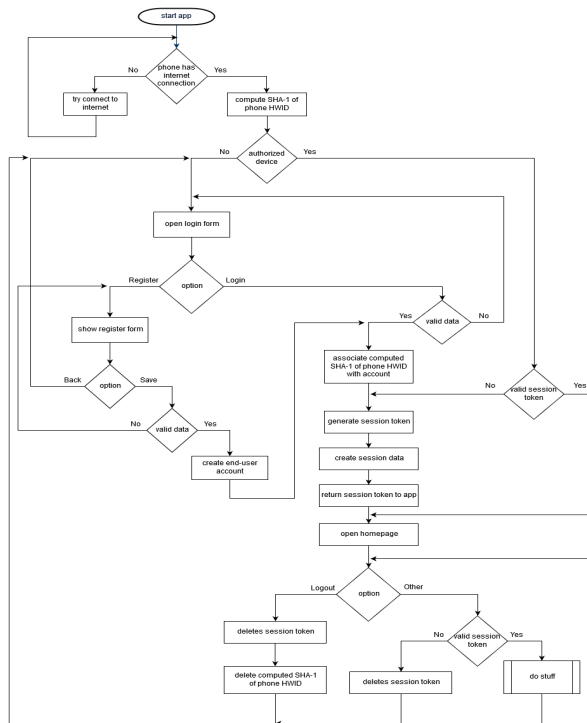 start app
phone has
internet
connection
No
Yes
try connect to
internet
compute SHA-1 of
phone HWID
No
authorized
device
Yes
open login form
Register
option
Login
show register form
Yes
valid data
No
associate computed
SHA-1 of phone HWID
with account
Back
option
Save
No
valid session
token
Yes
No
valid data
Yes
generate session token
create end-user
account
create session data
return session token to app
open homepage
Logout
option
Other
deletes session token
No
valid session
token
Yes
delete computed SHA-1
of phone HWID
deletes session token
do stuff